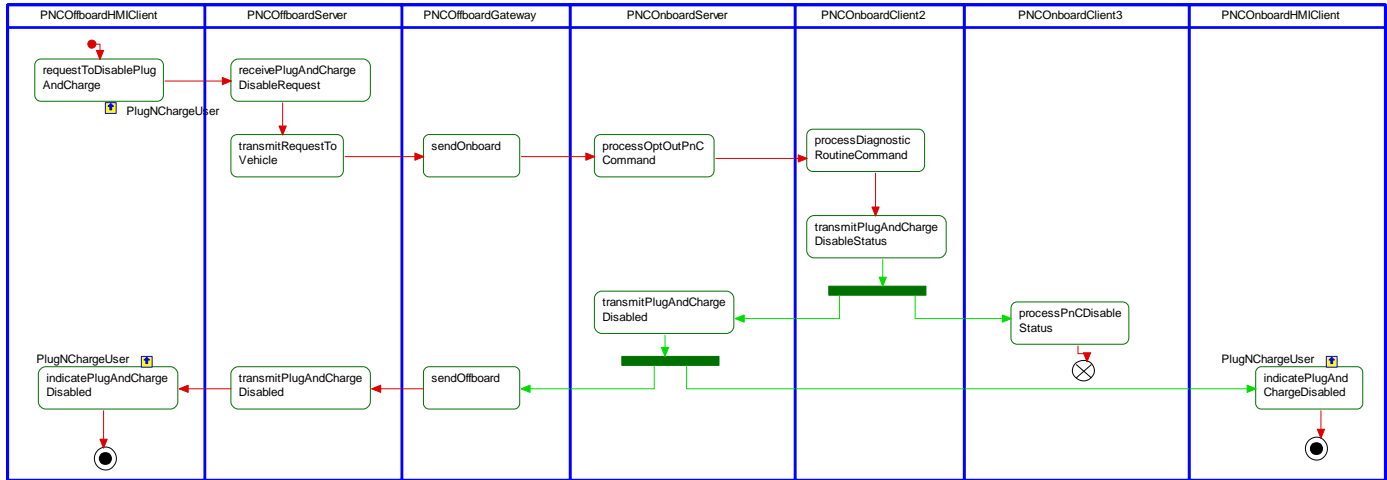 PNCOffboardHMIClient
PNCOffboardServer
PNCOffboardGateway
PNCOnboardServer
PNCOnboardClient2
PNCOnboardClient3
PNCOnboardHMIClient
requestToDisablePlug
AndCharge
PlugNChargeUser
receivePlugAndCharge
DisableRequest
transmitRequestTo
Vehicle
sendOnboard
processOptOutPnC
Command
processDiagnostic
RoutineCommand
transmitPlugAndCharge
DisableStatus
transmitPlugAndCharge
Disabled
processPnCDisable
Status
PlugNChargeUser
indicatePlugAndCharge
Disabled
transmitPlugAndCharge
Disabled
sendOffboard
PlugNChargeUser
indicatePlugAnd
ChargeDisabled